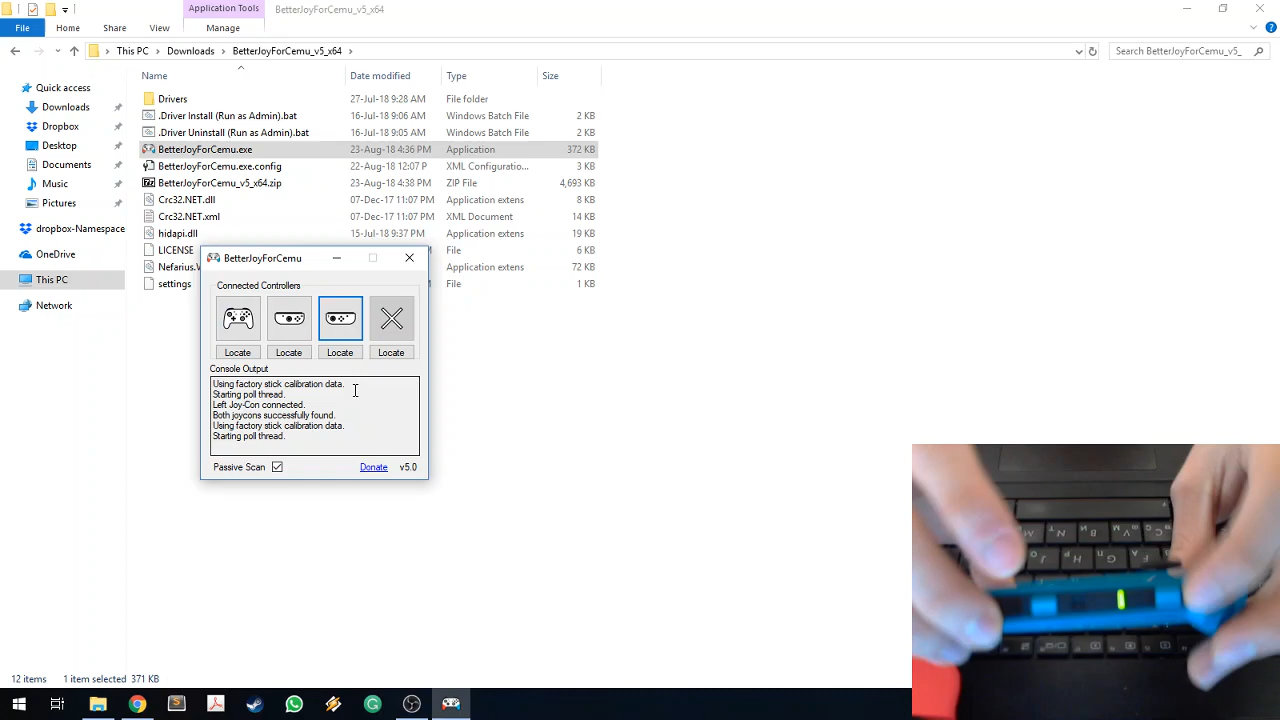 Application Tools
BetterJoyForCemu_v5_x64
File
Home
Share
View
Manage
This PC
Downloads
BetterJoyForCemu_v5_x64
Search BetterJoyForCemu_v5_
Name
Date modified
Type
Size
Quick access
Downloads
Dropbox
Desktop
Documents
Music
Pictures
dropbox-Namespace
OneDrive
This PC
Network
Drivers 27-Jul-18 9:28 AM File folder
.Driver Install (Run as Admin).bat 16-Jul-18 9:06 AM Windows Batch File 2 KB
.Driver Uninstall (Run as Admin).bat 16-Jul-18 9:05 AM Windows Batch File 2 KB
BetterJoyForCemu.exe 23-Aug-18 4:36 PM Application 372 KB
BetterJoyForCemu.exe.config 22-Aug-18 12:07 P XML Configuratio... 3 KB
BetterJoyForCemu_v5_x64.zip 23-Aug-18 4:38 PM ZIP File 4,693 KB
Crc32.NET.dll 07-Dec-17 11:07 PM Application extens 8 KB
Crc32.NET.xml 07-Dec-17 11:07 PM XML Document 14 KB
hidapi.dll 15-Jul-18 9:37 PM Application extens 19 KB
LICENSE File 6 KB
Nefarius.V Application extens 72 KB
settings File 1 KB
BetterJoyForCemu
Connected Controllers
Locate Locate Locate Locate
Console Output
Using factory stick calibration data.
Starting poll thread.
Left Joy-Con connected.
Both joycons successfully found.
Using factory stick calibration data.
Starting poll thread.
Passive Scan
Donate
v5.0
12 items 1 item selected 371 KB